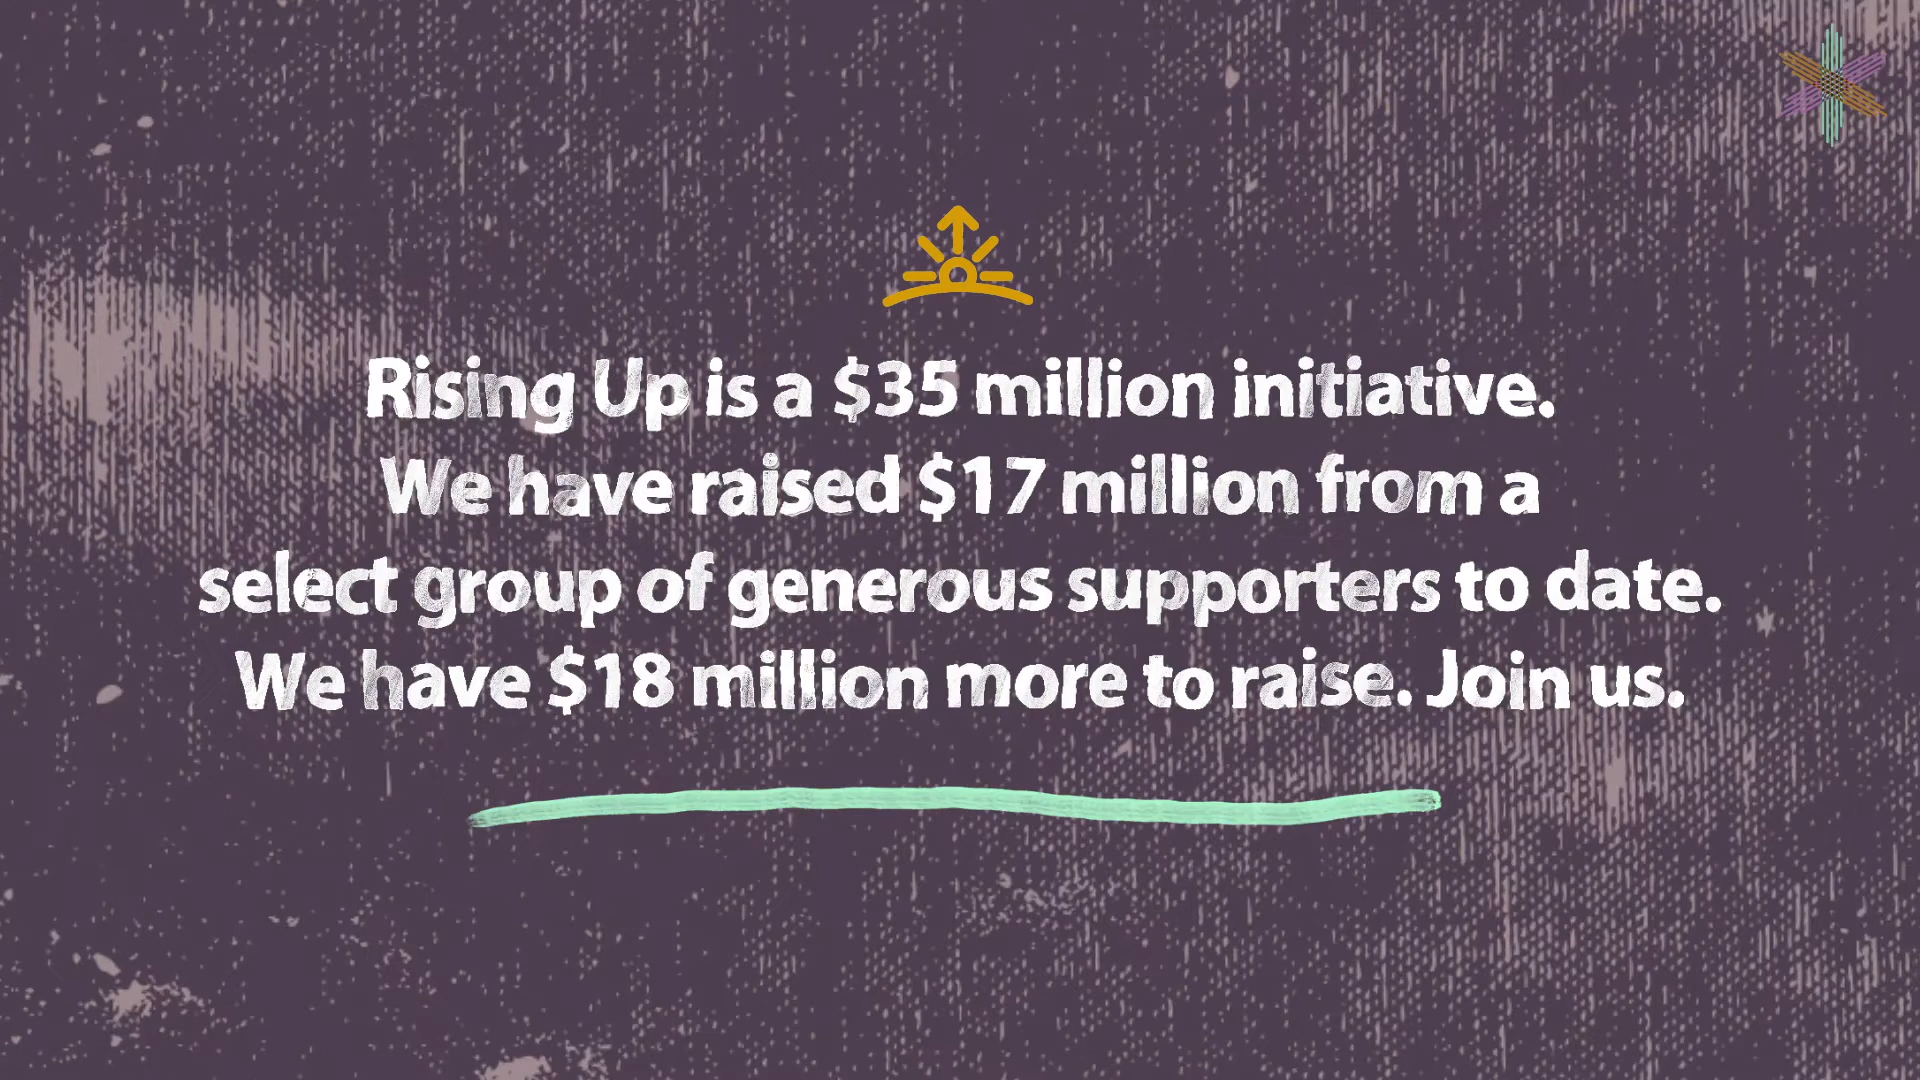 Rising Up is a $35 million initiative.
We have raised $17 million from a
select group of generous supporters to date.
We have $18 million more to raise. Join us.